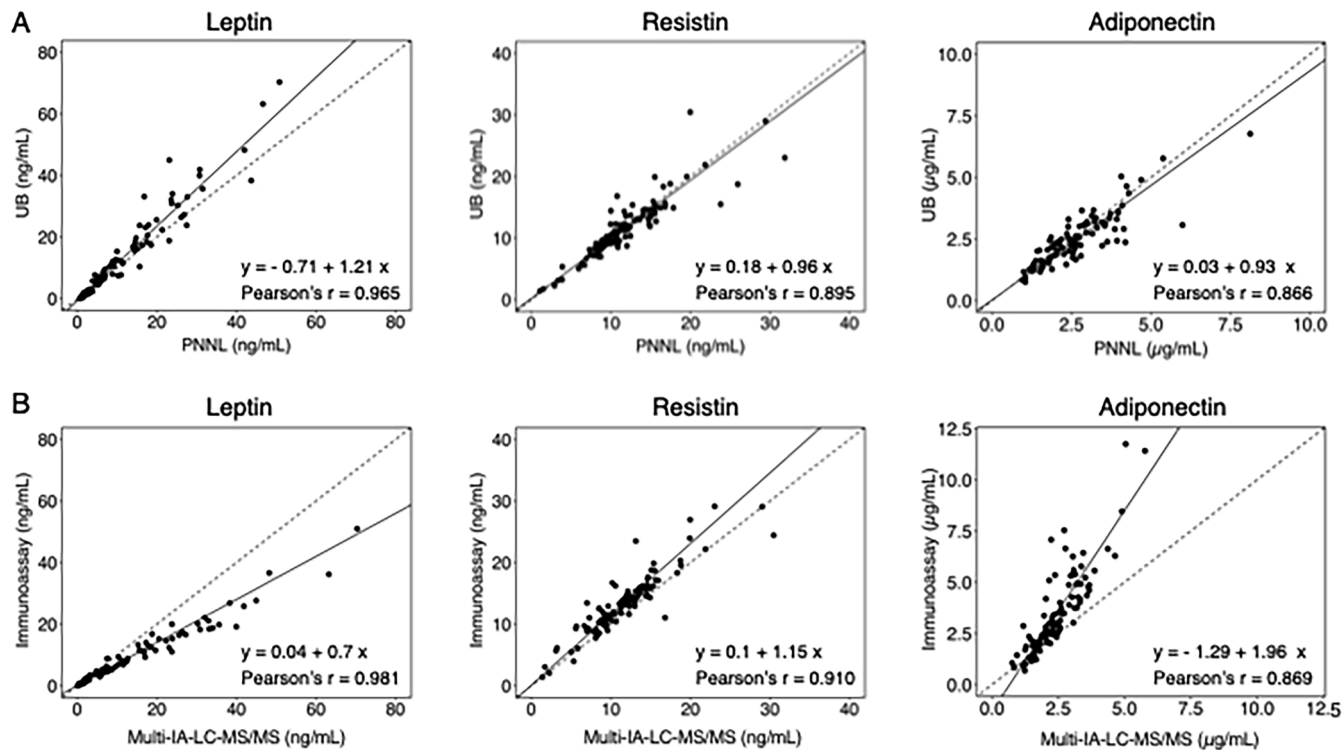 A
Leptin
Resistin
Adiponectin
80
60
40
20
0
UB (ng/mL)
y = - 0.71 + 1.21 x
Pearson's r = 0.965
0 20 40 60 80
PNNL (ng/mL)
40
30
20
10
0
UB (ng/mL)
y = 0.18 + 0.96 x
Pearson's r = 0.895
0 10 20 30 40
PNNL (ng/mL)
10.0
7.5
5.0
2.5
0.0
UB (µg/mL)
y = 0.03 + 0.93 x
Pearson's r = 0.866
0.0 2.5 5.0 7.5 10.0
PNNL (µg/mL)
B
Leptin
Resistin
Adiponectin
80
60
40
20
0
Immunoassay (ng/mL)
y = 0.04 + 0.7 x
Pearson's r = 0.981
0 20 40 60 80
Multi-IA-LC-MS/MS (ng/mL)
40
30
20
10
0
Immunoassay (ng/mL)
y = 0.1 + 1.15 x
Pearson's r = 0.910
0 10 20 30 40
Multi-IA-LC-MS/MS (ng/mL)
12.5
10.0
7.5
5.0
2.5
0.0
Immunoassay (µg/mL)
y = - 1.29 + 1.96 x
Pearson's r = 0.869
0.0 2.5 5.0 7.5 10.0 12.5
Multi-IA-LC-MS/MS (µg/mL)